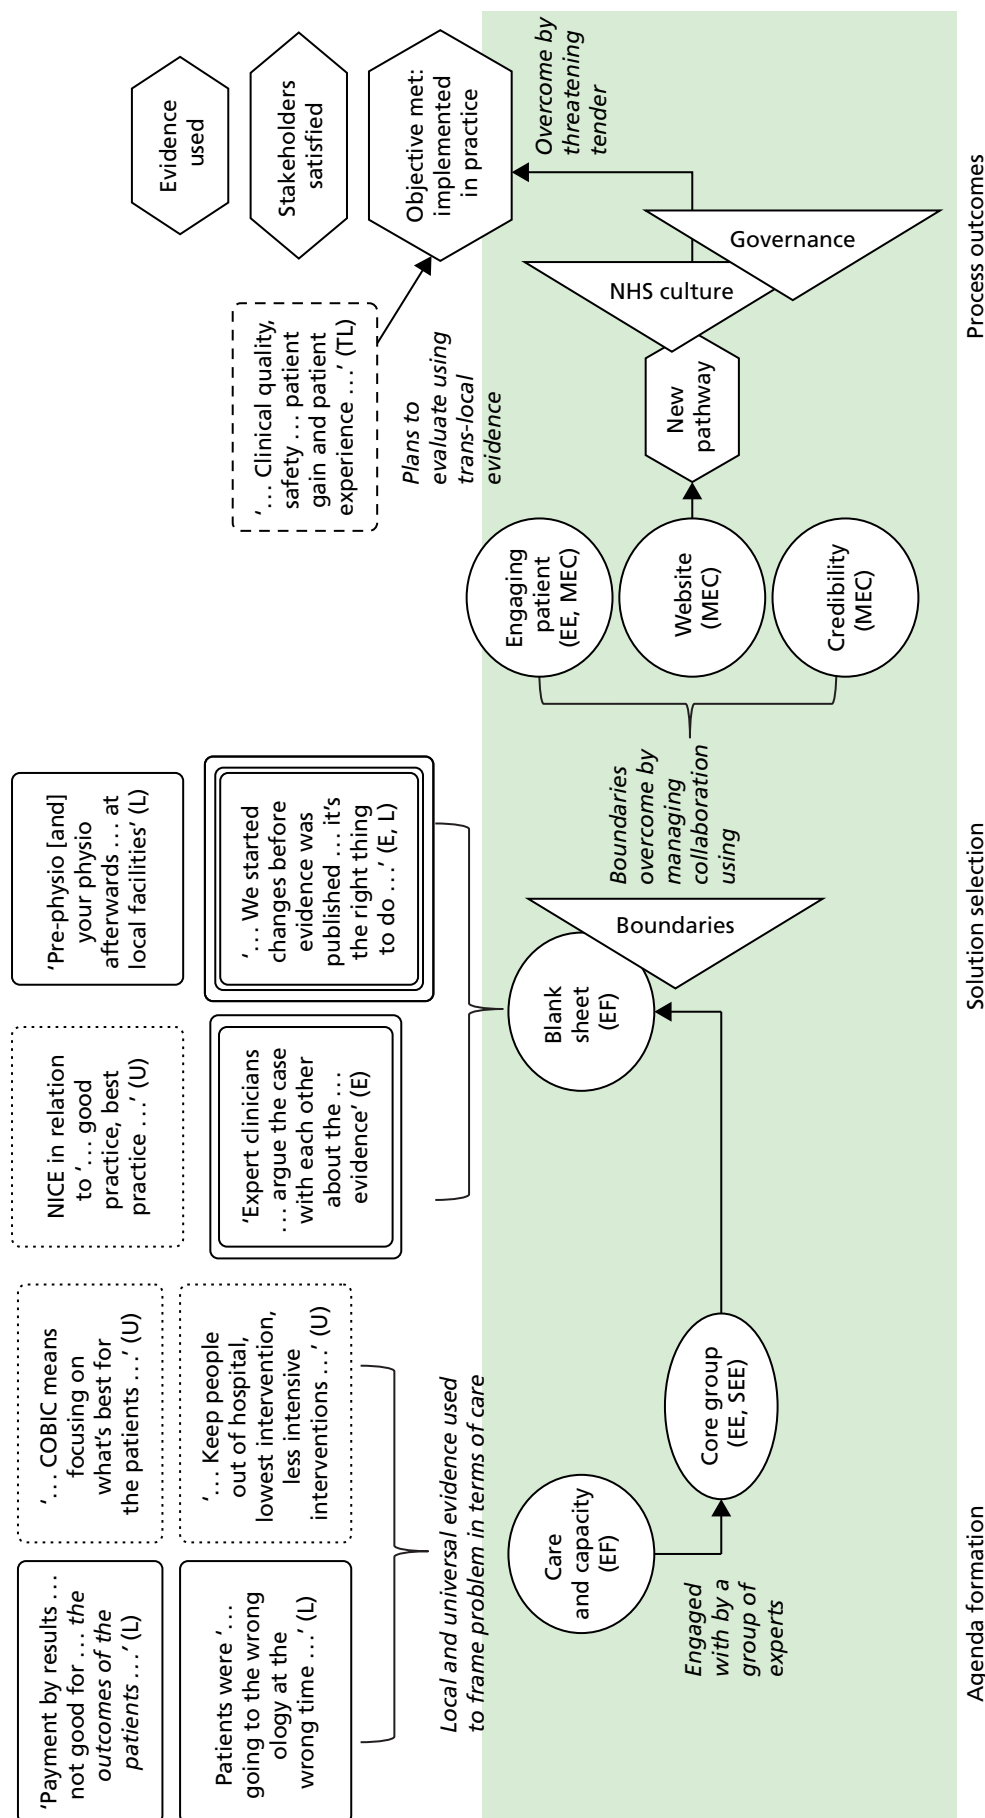 'Payment by results …
not good for … the
outcomes of the
patients …' (L)
'… COBIC means
focusing on
what's best for
the patients …' (U)
Patients were '…
going to the wrong
ology at the
wrong time …' (L)
'… Keep people
out of hospital,
lowest intervention,
less intensive
interventions …' (U)
Local and universal evidence used
to frame problem in terms of care
NICE in relation
to '… good
practice, best
practice …' (U)
'Pre-physio [and]
your physio
afterwards … at
local facilities' (L)
'Expert clinicians
… argue the case
with each other
about the …
evidence' (E)
'… We started
changes before
evidence was
published … it's
the right thing
to do …' (E, L)
Care
and capacity
(EF)
Engaged
with by a
group of
experts
Core group
(EE, SEE)
Blank
sheet
(EF)
Boundaries
Boundaries
overcome by
managing
collaboration
using
Engaging
patient
(EE, MEC)
Website
(MEC)
Credibility
(MEC)
New
pathway
NHS culture
Governance
Overcome by
threatening
tender
'… Clinical quality,
safety … patient
gain and patient
experience …' (TL)
Plans to
evaluate using
trans-local
evidence
Evidence
used
Stakeholders
satisfied
Objective met:
implemented
in practice
Agenda formation
Solution selection
Process outcomes